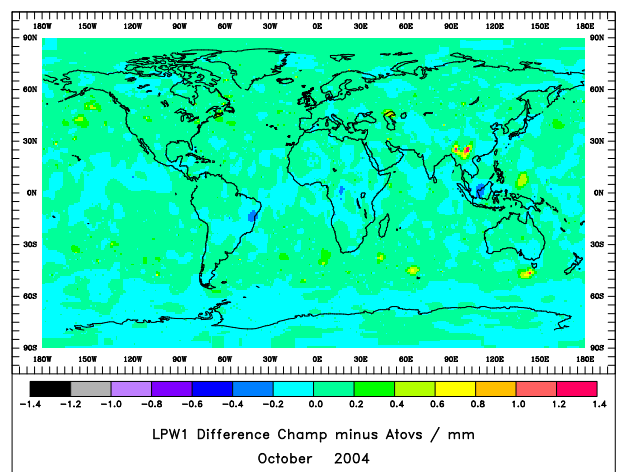 180W 150W 120W 90W 60W 30W 0E 30E 60E 90E 120E 150E 180E
90N 90N
60N 60N
30N 30N
0N 0N
30S 30S
60S 60S
90S 90S
180W 150W 120W 90W 60W 30W 0E 30E 60E 90E 120E 150E 180E
-1.4 -1.2 -1.0 -0.8 -0.6 -0.4 -0.2 0.0 0.2 0.4 0.6 0.8 1.0 1.2 1.4
LPW1 Difference Champ minus Atovs / mm
October 2004